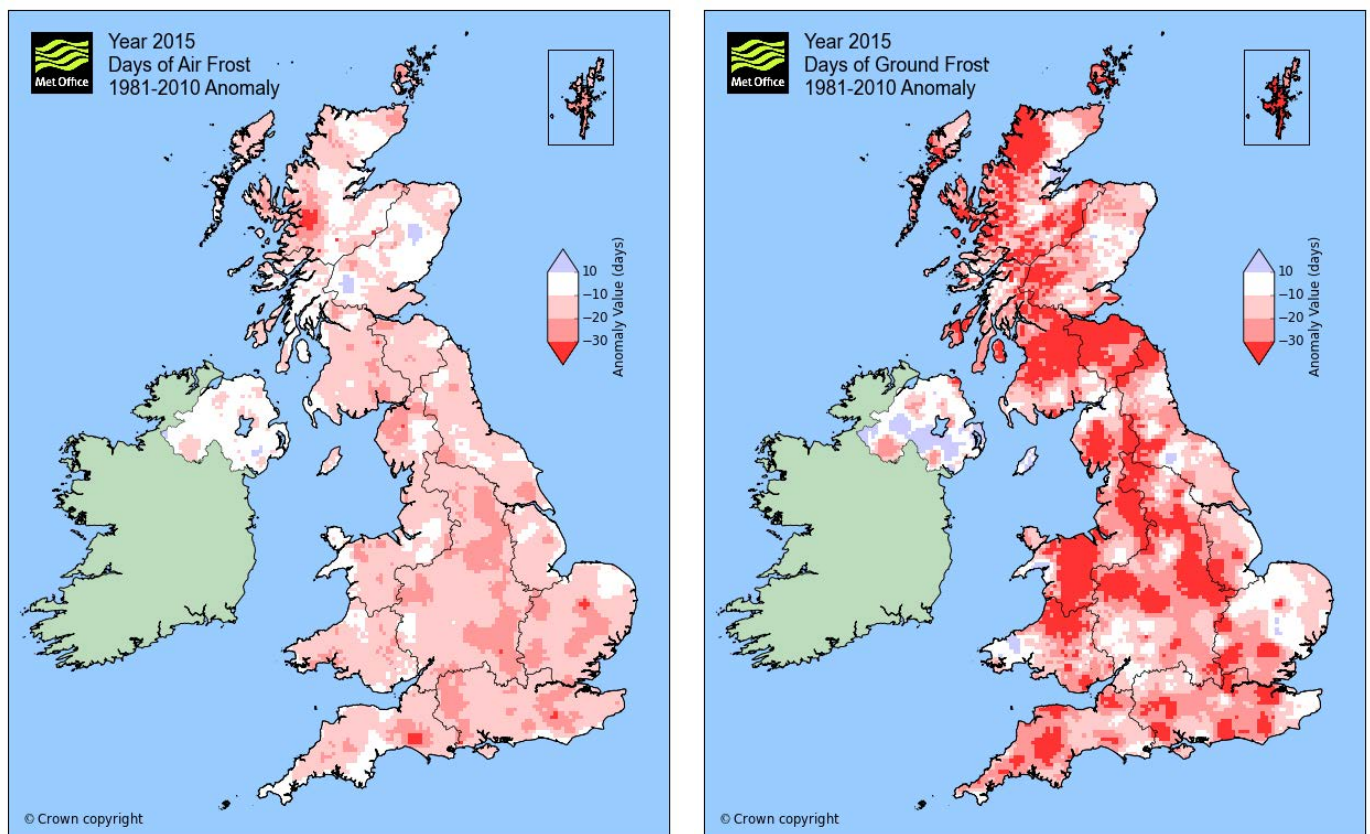 Met Office
Year 2015
Days of Air Frost
1981-2010 Anomaly
10
−10
−20
−30
Anomaly Value (days)
© Crown copyright
Met Office
Year 2015
Days of Ground Frost
1981-2010 Anomaly
10
−10
−20
−30
Anomaly Value (days)
© Crown copyright